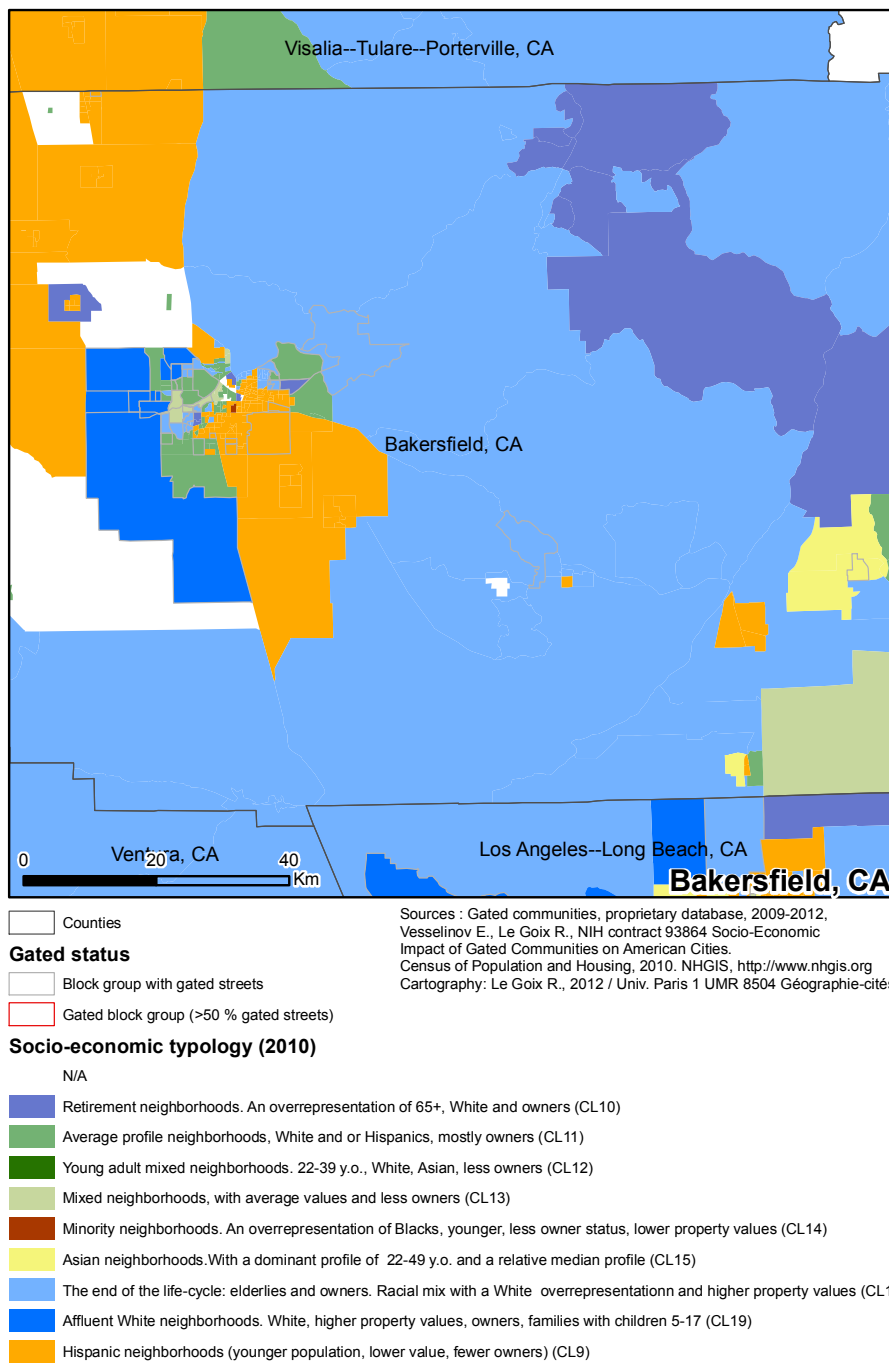 Visalia--Tulare--Porterville, CA
Bakersfield, CA
Ventura, CA
Los Angeles--Long Beach, CA
0 20 40
Km
Bakersfield, CA
Counties
Gated status
Block group with gated streets
Gated block group (>50 % gated streets)
Sources : Gated communities, proprietary database, 2009-2012,
Vesselinov E., Le Goix R., NIH contract 93864 Socio-Economic
Impact of Gated Communities on American Cities.
Census of Population and Housing, 2010. NHGIS, http://www.nhgis.org
Cartography: Le Goix R., 2012 / Univ. Paris 1 UMR 8504 Géographie-cités
Socio-economic typology (2010)
N/A
Retirement neighborhoods. An overrepresentation of 65+, White and owners (CL10)
Average profile neighborhoods, White and or Hispanics, mostly owners (CL11)
Young adult mixed neighborhoods. 22-39 y.o., White, Asian, less owners (CL12)
Mixed neighborhoods, with average values and less owners (CL13)
Minority neighborhoods. An overrepresentation of Blacks, younger, less owner status, lower property values (CL14)
Asian neighborhoods.With a dominant profile of 22-49 y.o. and a relative median profile (CL15)
The end of the life-cycle: elderlies and owners. Racial mix with a White overrepresentationn and higher property values
Affluent White neighborhoods. White, higher property values, owners, families with children 5-17 (CL19)
Hispanic neighborhoods (younger population, lower value, fewer owners) (CL9)